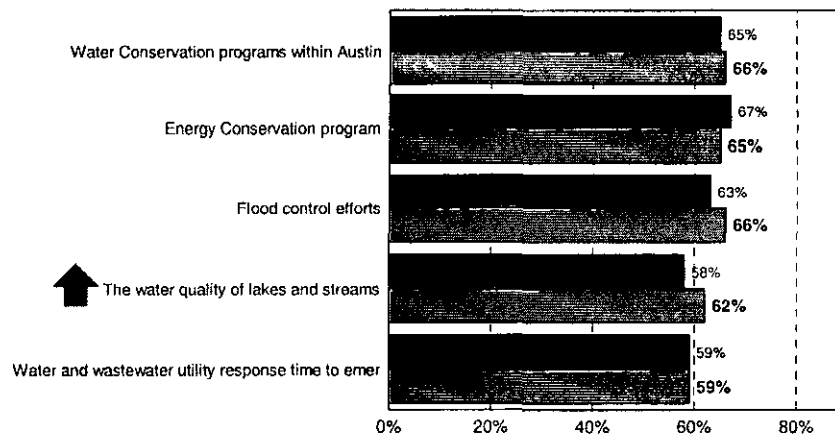 Water Conservation programs within Austin
65%
66%
Energy Conservation program
67%
65%
Flood control efforts
63%
66%
The water quality of lakes and streams
58%
62%
Water and wastewater utility response time to emer
59%
59%
0% 20% 40% 60% 80%